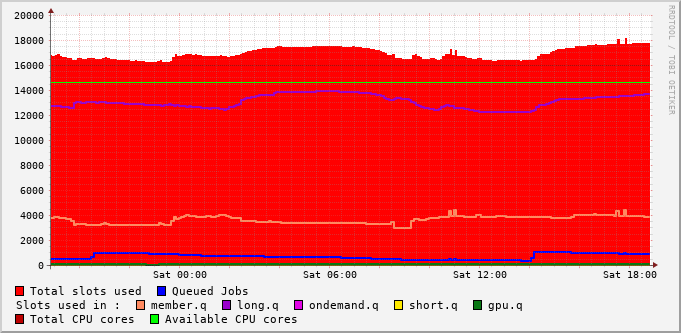 RRDTOOL / TOBI OETIKER
20000
18000
16000
14000
12000
10000
8000
6000
4000
2000
0
Sat 00:00 Sat 06:00 Sat 12:00 Sat 18:00
Total slots used Queued Jobs
Slots used in : member.q long.q ondemand.q short.q gpu.q
Total CPU cores Available CPU cores